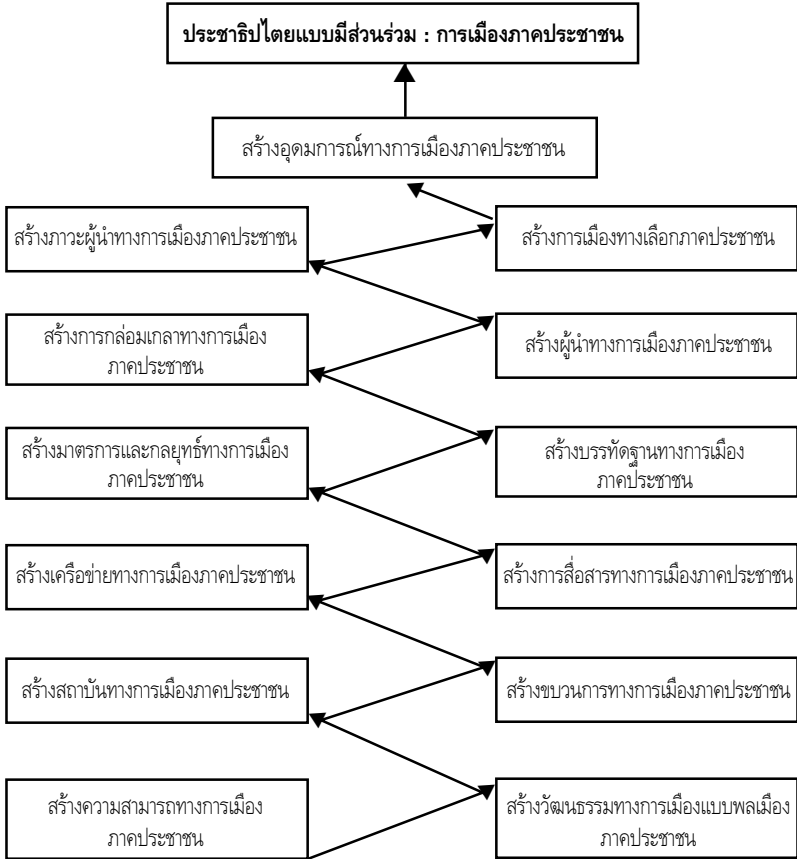 ประชาธิปไตยแบบมีส่วนร่วม : การเมืองภาคประชาชน
สร้างอุดมการณ์ทางการเมืองภาคประชาชน
สร้างภาวะผู้นำทางการเมืองภาคประชาชน
สร้างการเมืองทางเลือกภาคประชาชน
สร้างการกล่อมเกลาทางการเมือง
ภาคประชาชน
สร้างผู้นำทางการเมืองภาคประชาชน
สร้างมาตรการและกลยุทธ์ทางการเมือง
ภาคประชาชน
สร้างบรรทัดฐานทางการเมือง
ภาคประชาชน
สร้างเครือข่ายทางการเมืองภาคประชาชน
สร้างการสื่อสารทางการเมืองภาคประชาชน
สร้างสถาบันทางการเมืองภาคประชาชน
สร้างขบวนการทางการเมืองภาคประชาชน
สร้างความสามารถทางการเมือง
ภาคประชาชน
สร้างวัฒนธรรมทางการเมืองแบบพลเมือง
ภาคประชาชน